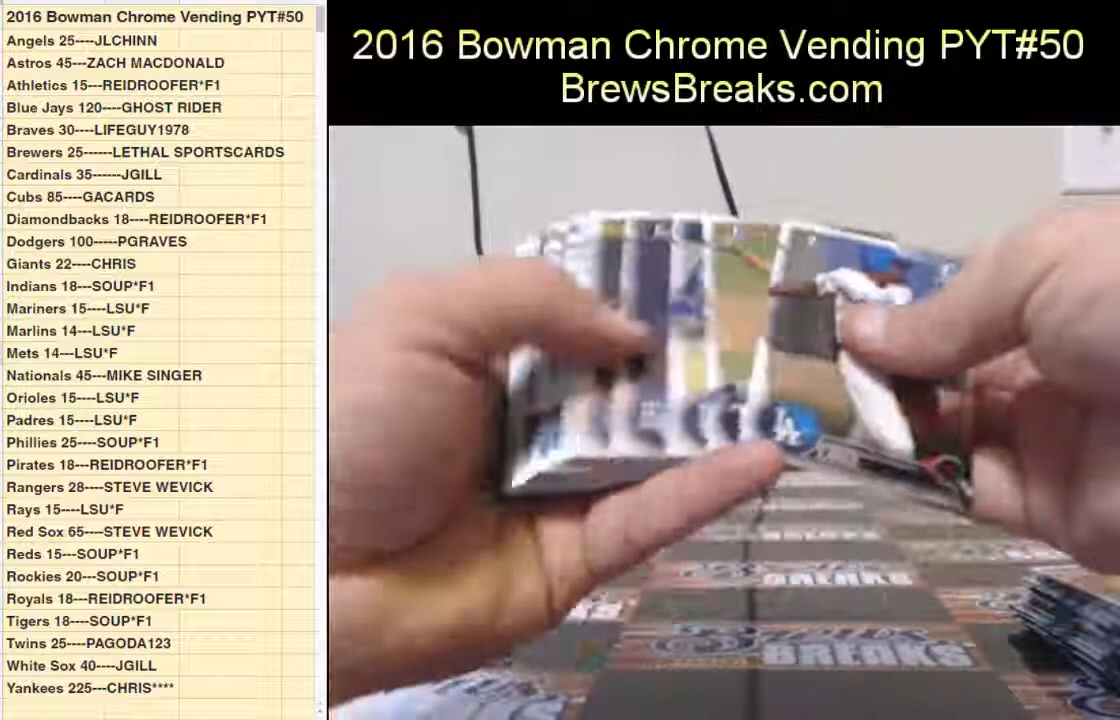 2016 Bowman Chrome Vending PYT#50
Angels 25----JLCHINN
Astros 45---ZACH MACDONALD
Athletics 15---REIDROOFER*F1
Blue Jays 120----GHOST RIDER
Braves 30----LIFEGUY1978
Brewers 25------LETHAL SPORTSCARDS
Cardinals 35------JGILL
Cubs 85----GACARDS
Diamondbacks 18----REIDROOFER*F1
Dodgers 100-----PGRAVES
Giants 22----CHRIS
Indians 18---SOUP*F1
Mariners 15----LSU*F
Marlins 14---LSU*F
Mets 14---LSU*F
Nationals 45---MIKE SINGER
Orioles 15---LSU*F
Padres 15----LSU*F
Phillies 25----SOUP*F1
Pirates 18---REIDROOFER*F1
Rangers 28----STEVE WEVICK
Rays 15----LSU*F
Red Sox 65----STEVE WEVICK
Reds 15---SOUP*F1
Rockies 20---SOUP*F1
Royals 18---REIDROOFER*F1
Tigers 18----SOUP*F1
Twins 25----PAGODA123
White Sox 40----JGILL
Yankees 225---CHRIS****
2016 Bowman Chrome Vending PYT#50
BrewsBreaks.com
LA
BREAKS
BREAKS